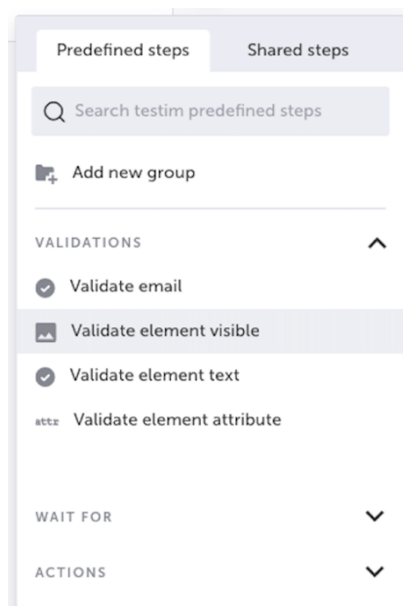 Predefined steps Shared steps
Search testim predefined steps
Add new group
VALIDATIONS
Validate email
Validate element visible
Validate element text
attr Validate element attribute
WAIT FOR
ACTIONS